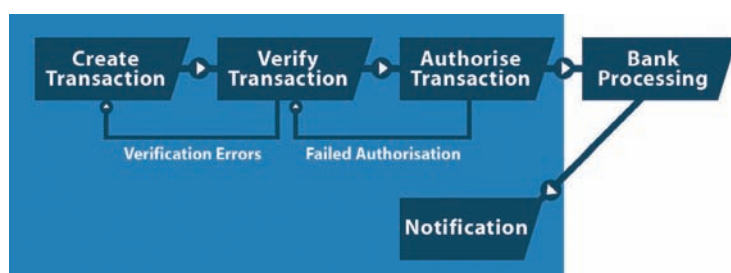 Create
Transaction
Verify
Transaction
Authorise
Transaction
Bank
Processing
Verification Errors
Failed Authorisation
Notification